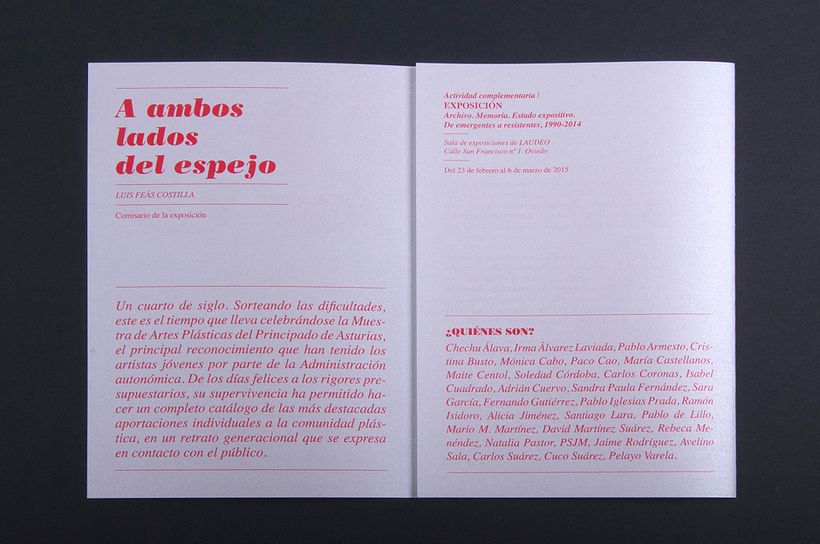 A ambos
lados
del espejo
LUIS FEÁS COSTILLA
Comisario de la exposición
Un cuarto de siglo. Sorteando las dificultades,
este es el tiempo que lleva celebrándose la Mues-
tra de Artes Plásticas del Principado de Asturias,
el principal reconocimiento que han tenido los
artistas jóvenes por parte de la Administración
autonómica. De los días felices a los rigores pre-
supuestarios, su supervivencia ha permitido ha-
cer un completo catálogo de las más destacadas
aportaciones individuales a la comunidad plás-
tica, en un retrato generacional que se expresa
en contacto con el público.
Actividad complementaria /
EXPOSICIÓN
Archivo. Memoria. Estado expositivo.
De emergentes a resistentes, 1990-2014
Sala de exposiciones de LAUDEO
Calle San Francisco nº 1. Oviedo
Del 23 de febrero al 6 de marzo de 2015
¿QUIÉNES SON?
Chechu Álava, Irma Álvarez Laviada, Pablo Armesto, Cris-
tina Busto, Mónica Cabo, Paco Cao, María Castellanos,
Maite Centol, Soledad Córdoba, Carlos Coronas, Isabel
Cuadrado, Adrián Cuervo, Sandra Paula Fernández, Sara
García, Fernando Gutiérrez, Pablo Iglesias Prada, Ramón
Isidoro, Alicia Jiménez, Santiago Lara, Pablo de Lillo,
Mario M. Martínez, David Martínez Suárez, Rebeca Me-
néndez, Natalia Pastor, PSJM, Jaime Rodríguez, Avelino
Sala, Carlos Suárez, Cuco Suárez, Pelayo Varela.